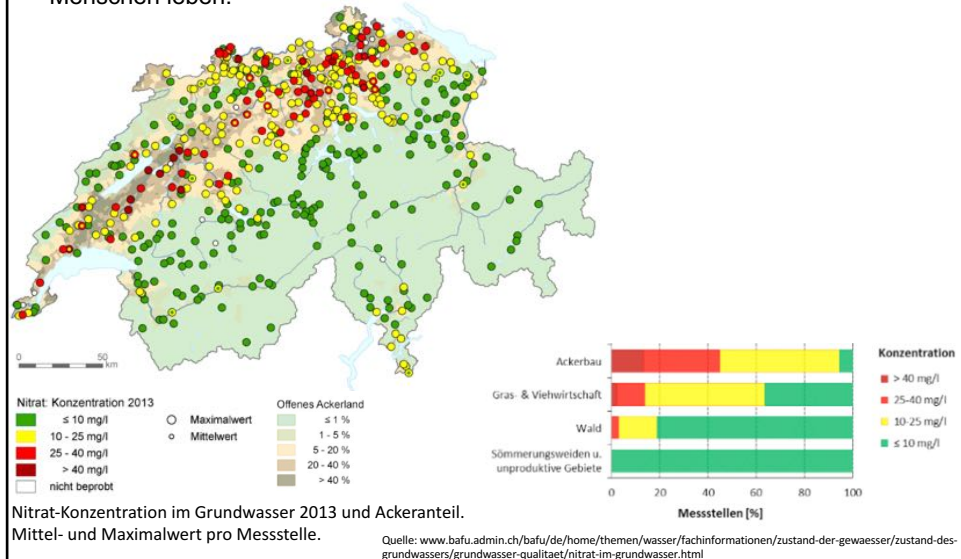 Menschen leben.
0 50
km
Nitrat: Konzentration 2013
≤ 10 mg/l
10 - 25 mg/l
25 - 40 mg/l
> 40 mg/l
nicht beprobt
Maximalwert
Mittelwert
Offenes Ackerland
≤ 1 %
1 - 5 %
5 - 20 %
20 - 40 %
> 40 %
Ackerbau
Gras- & Viehwirtschaft
Wald
Sömmerungsweiden u.
unproduktive Gebiete
0 20 40 60 80 100
Messstellen [%]
Konzentration
> 40 mg/l
25-40 mg/l
10-25 mg/l
≤ 10 mg/l
Nitrat-Konzentration im Grundwasser 2013 und Ackeranteil.
Mittel- und Maximalwert pro Messstelle.
Quelle: www.bafu.admin.ch/bafu/de/home/themen/wasser/fachinformationen/zustand-der-gewaesser/zustand-des-
grundwassers/grundwasser-qualitaet/nitrat-im-grundwasser.html